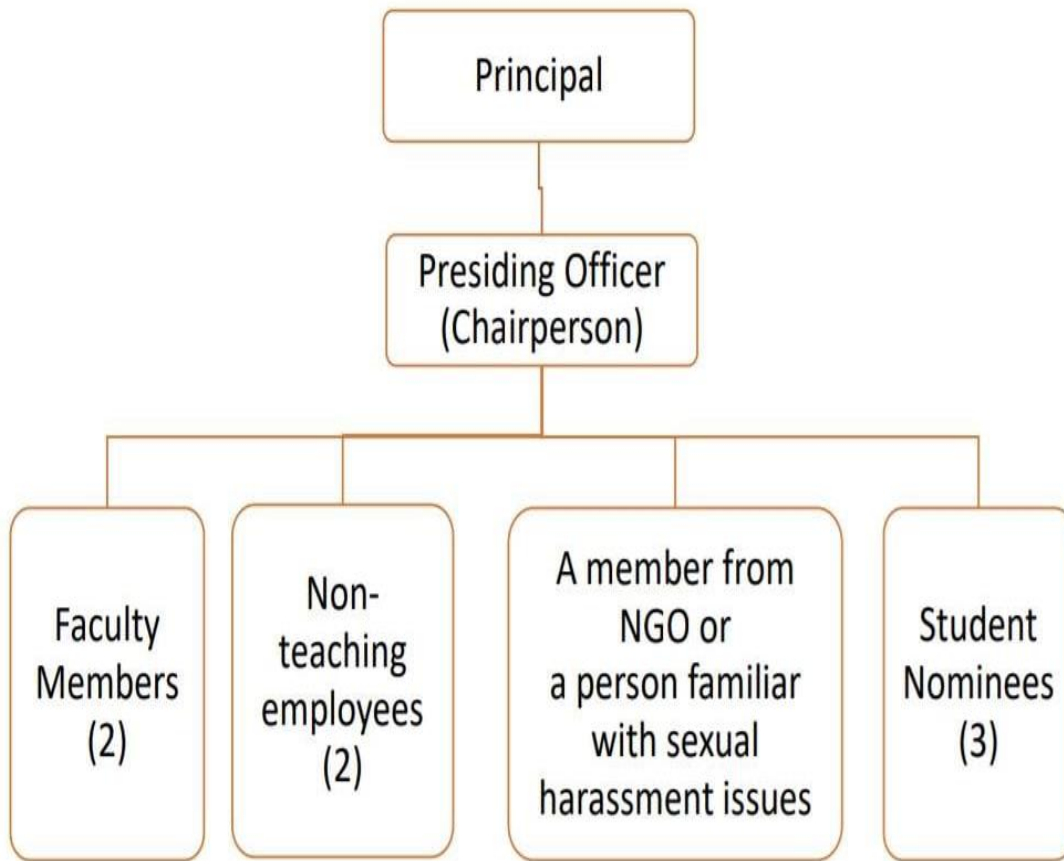 Principal
Presiding Officer
(Chairperson)
Faculty
Members
(2)
Non-
teaching
employees
(2)
A member from
NGO or
a person familiar
with sexual
harassment issues
Student
Nominees
(3)